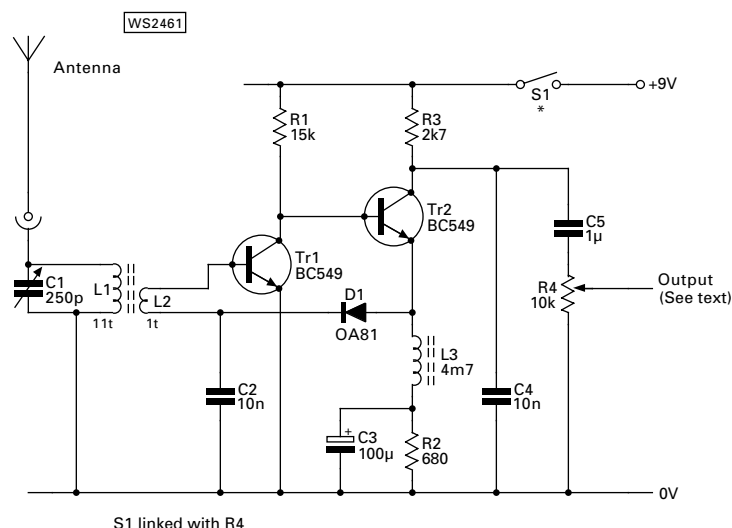 WS2461
Antenna
+9V
S1
*
R1
15k
R3
2k7
Tr2
BC549
C5
1µ
Tr1
BC549
C1
250p
L1
L2
11t
1t
D1
OA81
R4
10k
Output
(See text)
L3
4m7
C2
10n
C4
10n
+
C3
100µ
R2
680
0V
S1 linked with R4